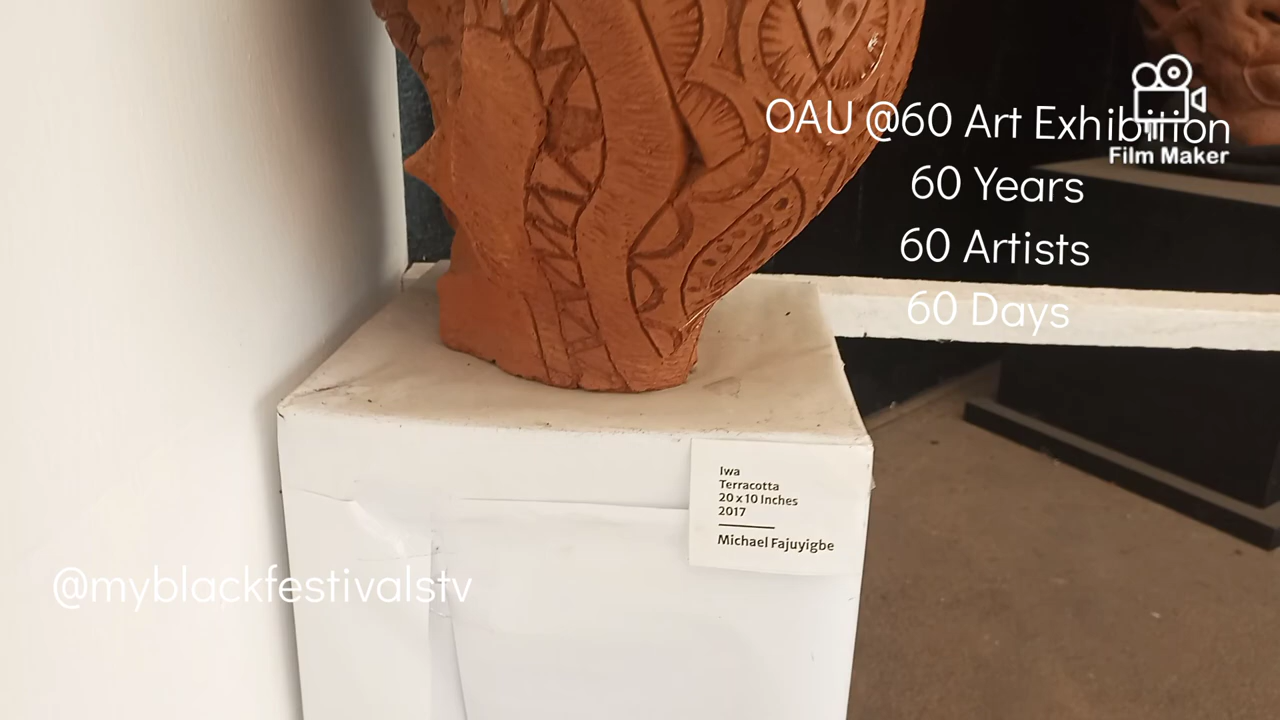 OAU @60 Art Exhibition
Film Maker
60 Years
60 Artists
60 Days
Iwa
Terracotta
20 x 10 Inches
2017
Michael Fajuyigbe
@myblackfestivalstv